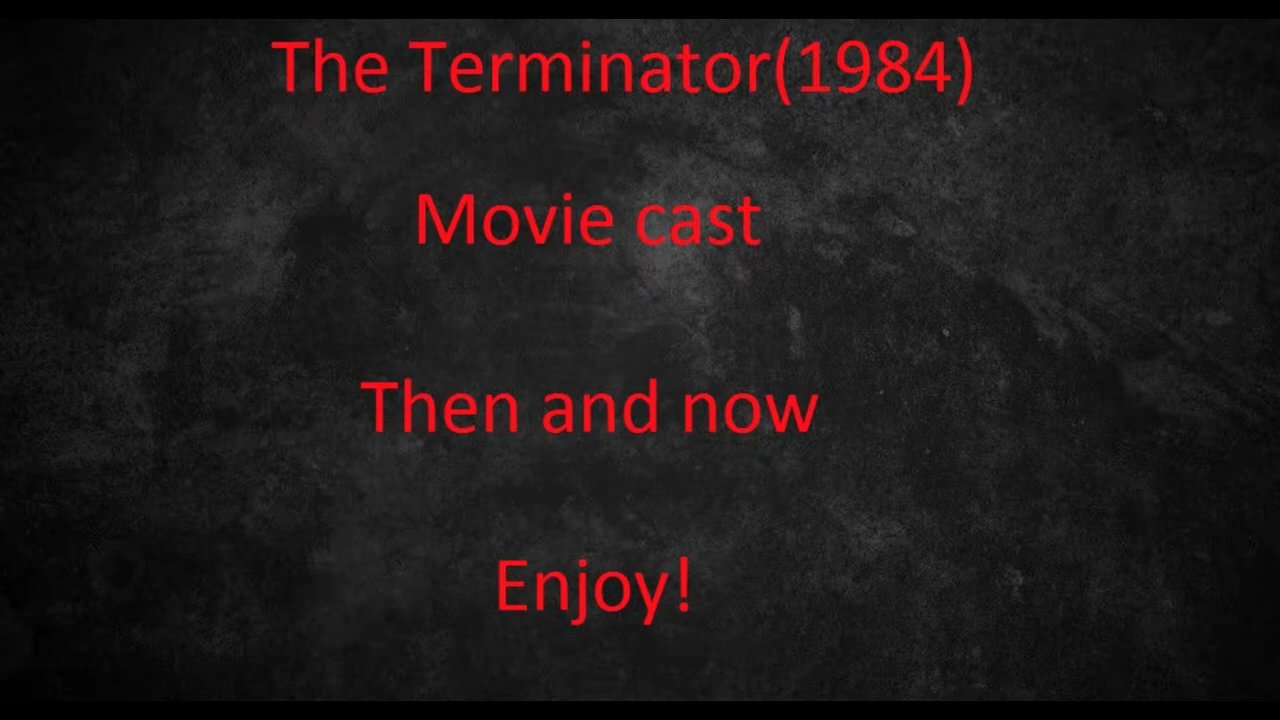 The Terminator(1984)
Movie cast
Then and now
Enjoy!